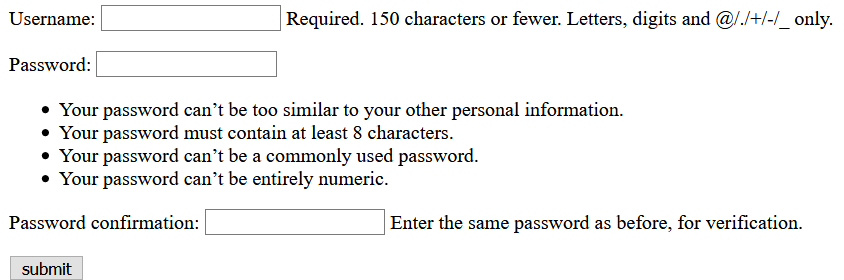 Username: Required. 150 characters or fewer. Letters, digits and @/./+/-/_ only.
Password:
• Your password can’t be too similar to your other personal information.
• Your password must contain at least 8 characters.
• Your password can’t be a commonly used password.
• Your password can’t be entirely numeric.
Password confirmation: Enter the same password as before, for verification.
submit